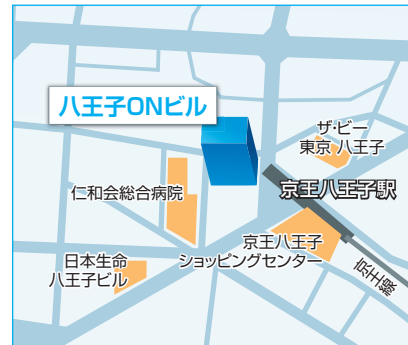 八王子ONビル
ザ・ビー
東京 八王子
仁和会総合病院
京王八王子駅
京王八王子
ショッピングセンター
日本生命
八王子ビル
京王線